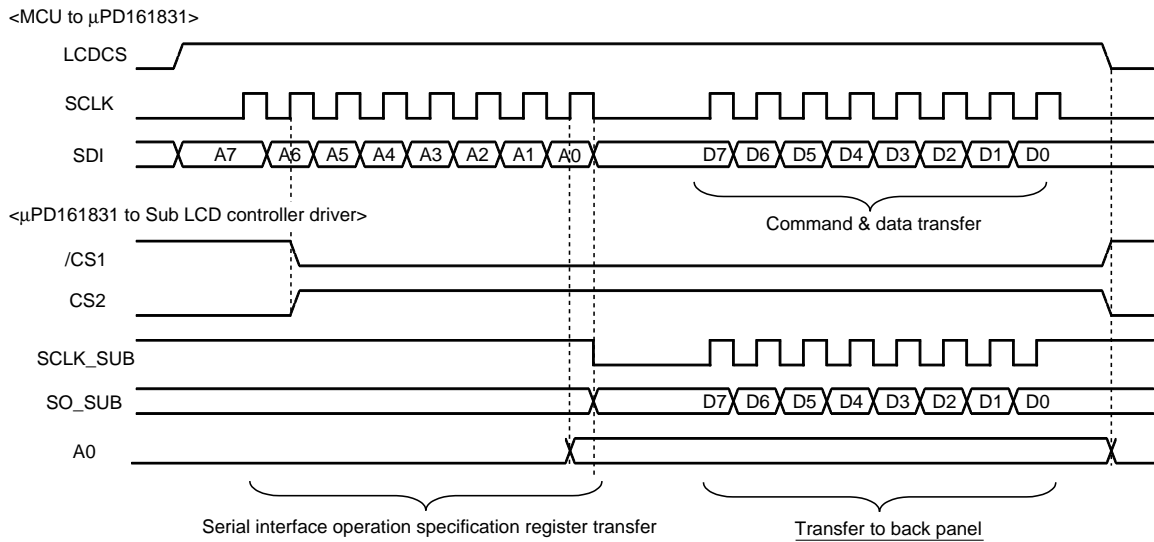 <MCU to μPD161831>
LCDCS
SCLK
SDI A7 A6 A5 A4 A3 A2 A1 A0 D7 D6 D5 D4 D3 D2 D1 D0
Command & data transfer
<μPD161831 to Sub LCD controller driver>
/CS1
CS2
SCLK_SUB
SO_SUB D7 D6 D5 D4 D3 D2 D1 D0
A0
Serial interface operation specification register transfer Transfer to back panel